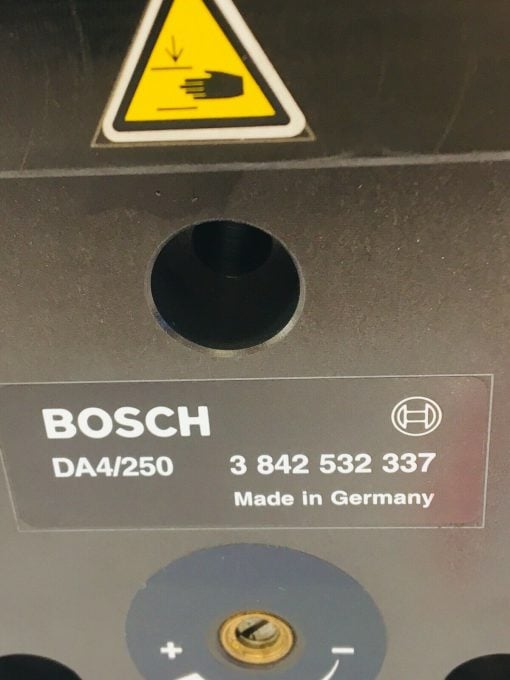 BOSCH
DA4/250 3 842 532 337
Made in Germany
+ −